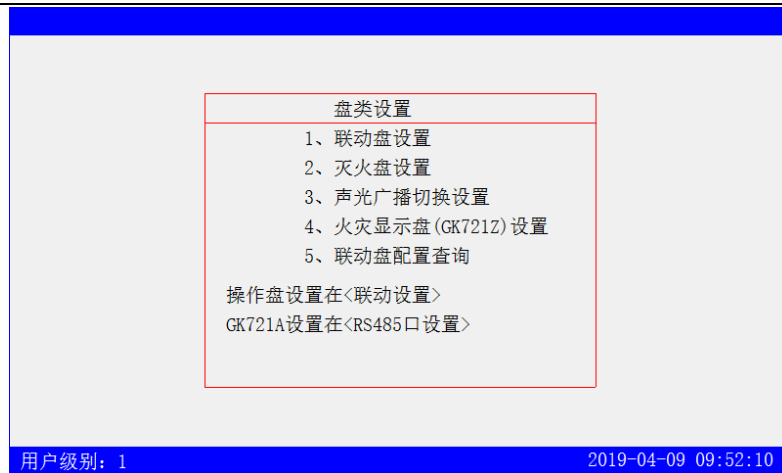 盘类设置
1、联动盘设置
2、灭火盘设置
3、声光广播切换设置
4、火灾显示盘(GK721Z)设置
5、联动盘配置查询
操作盘设置在<联动设置>
GK721A设置在<RS485口设置>
用户级别：1 2019-04-09 09:52:10